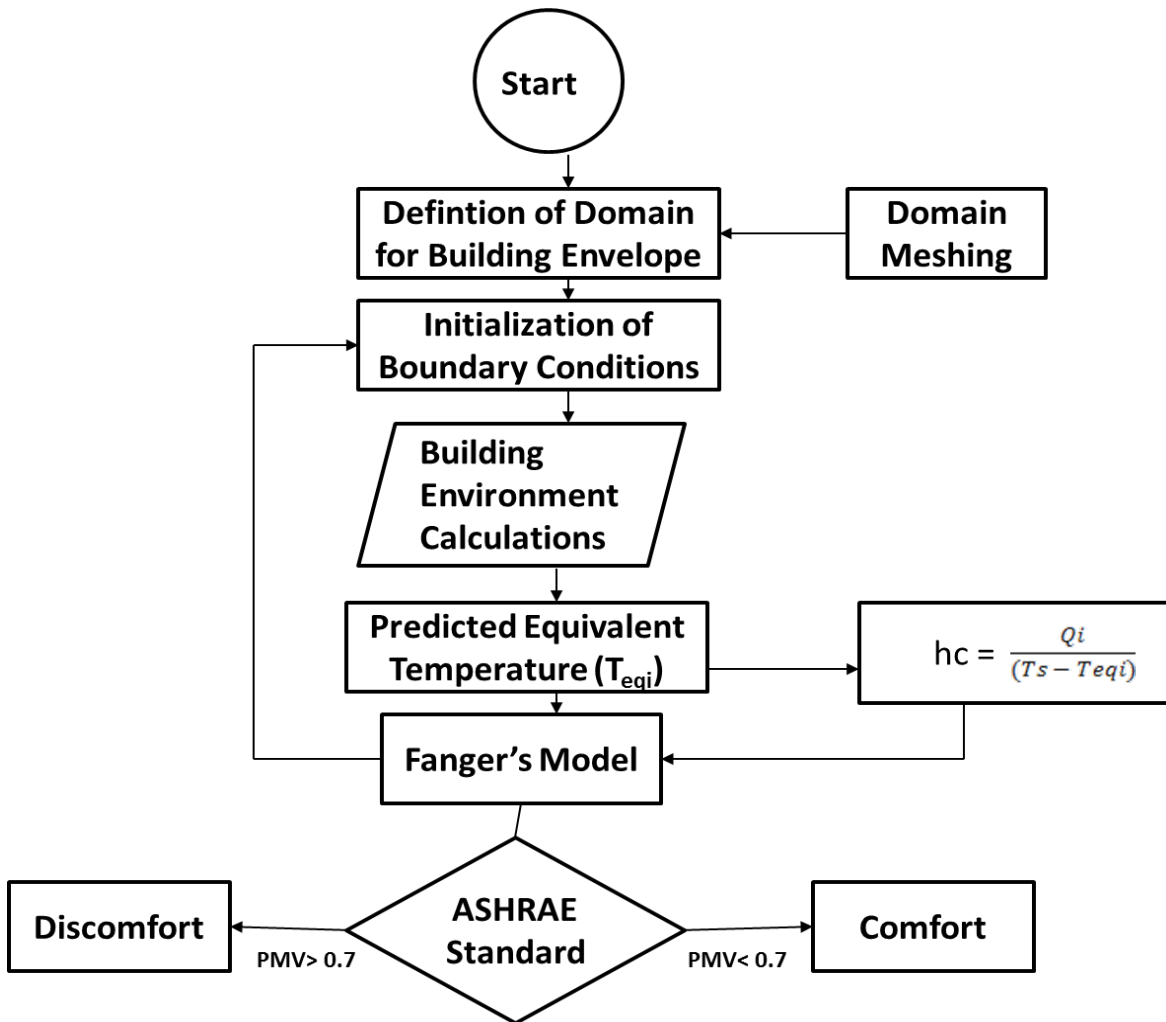 Start
Defintion of Domain
for Building Envelope
Domain
Meshing
Initialization of
Boundary Conditions
Building
Environment
Calculations
Predicted Equivalent
Temperature (Teqi)
hc = Qi / (Ts − Teqi)
Fanger's Model
ASHRAE
Standard
Discomfort
PMV> 0.7
PMV< 0.7
Comfort